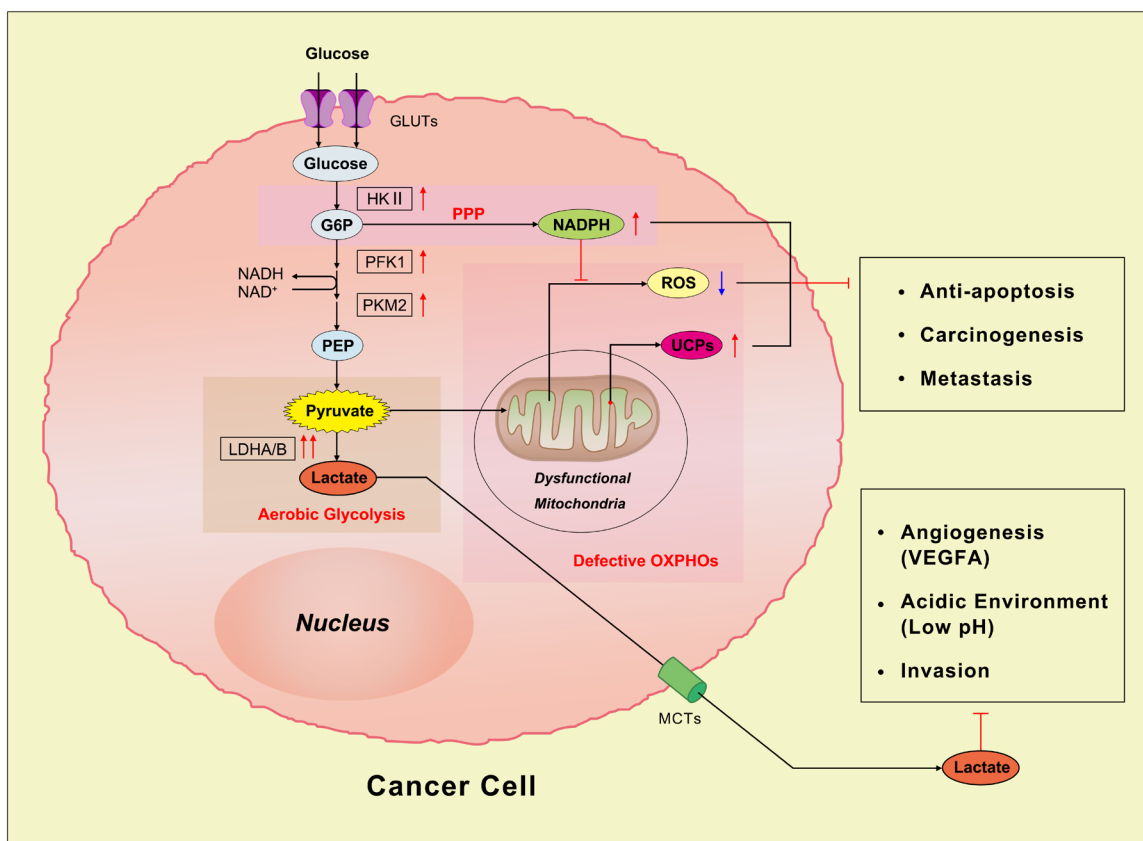 Glucose
GLUTs
Glucose
HK II
G6P
PPP
NADPH
PFK1
NADH
NAD+
PKM2
PEP
ROS
UCPs
• Anti-apoptosis
• Carcinogenesis
• Metastasis
Pyruvate
LDHA/B
Lactate
Aerobic Glycolysis
Dysfunctional
Mitochondria
Defective OXPHOs
Nucleus
• Angiogenesis
(VEGFA)
• Acidic Environment
(Low pH)
• Invasion
MCTs
Lactate
Cancer Cell